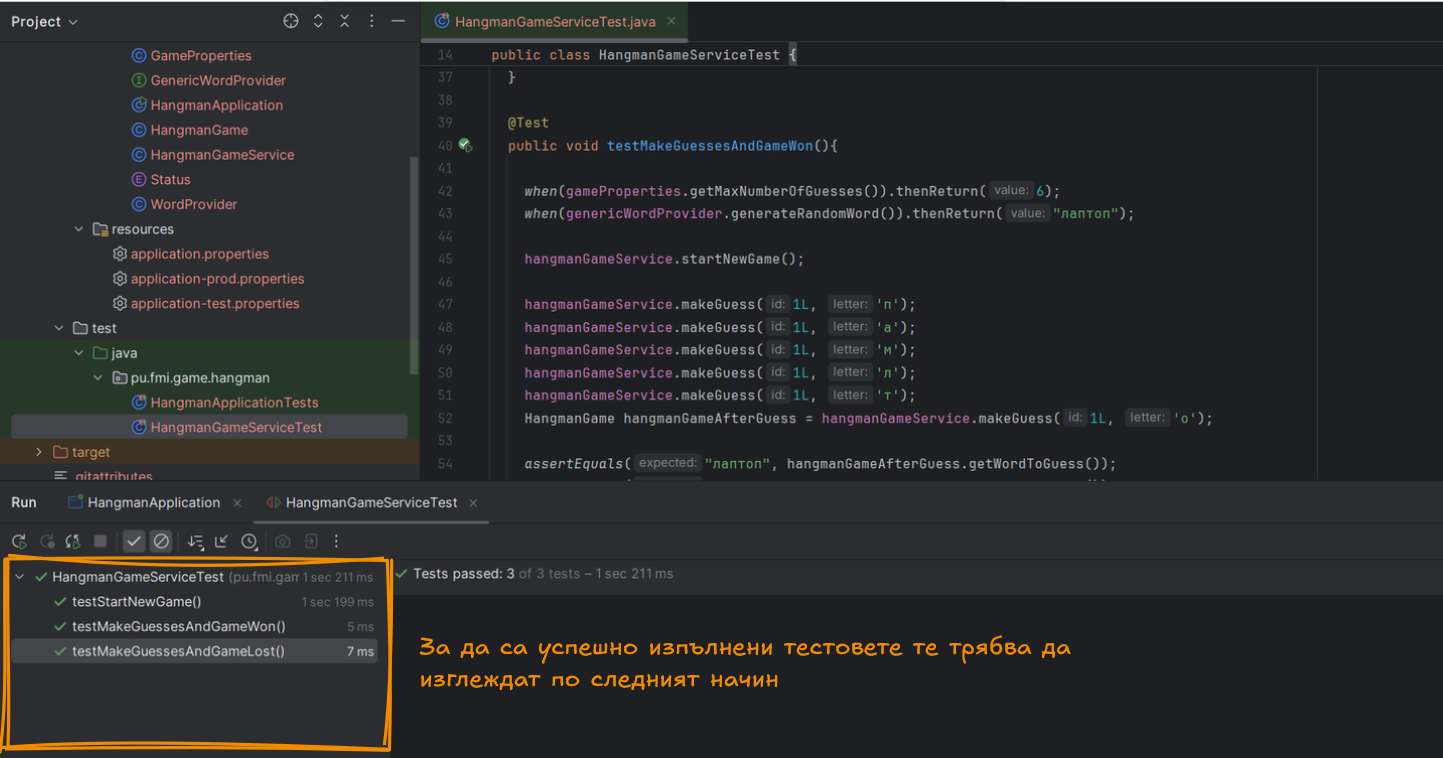 Project
HangmanGameServiceTest.java
GameProperties
GenericWordProvider
HangmanApplication
HangmanGame
HangmanGameService
Status
WordProvider
resources
application.properties
application-prod.properties
application-test.properties
test
java
pu.fmi.game.hangman
HangmanApplicationTests
HangmanGameServiceTest
target
.gitattributes
14 public class HangmanGameServiceTest {
37 }
38
39 @Test
40 public void testMakeGuessesAndGameWon(){
41
42 when(gameProperties.getMaxNumberOfGuesses()).thenReturn( value: 6);
43 when(genericWordProvider.generateRandomWord()).thenReturn( value: "лаптоп");
44
45 hangmanGameService.startNewGame();
46
47 hangmanGameService.makeGuess( id: 1L, letter: 'п');
48 hangmanGameService.makeGuess( id: 1L, letter: 'а');
49 hangmanGameService.makeGuess( id: 1L, letter: 'м');
50 hangmanGameService.makeGuess( id: 1L, letter: 'л');
51 hangmanGameService.makeGuess( id: 1L, letter: 'т');
52 HangmanGame hangmanGameAfterGuess = hangmanGameService.makeGuess( id: 1L, letter: 'о');
53
54 assertEquals( expected: "лаптоп", hangmanGameAfterGuess.getWordToGuess());
Run HangmanApplication HangmanGameServiceTest
HangmanGameServiceTest (pu.fmi.gam 1 sec 211 ms
testStartNewGame() 1 sec 199 ms
testMakeGuessesAndGameWon() 5 ms
testMakeGuessesAndGameLost() 7 ms
Tests passed: 3 of 3 tests – 1 sec 211 ms
За да са успешно изпълнени тестовете те трябва да
изглеждат по следният начин